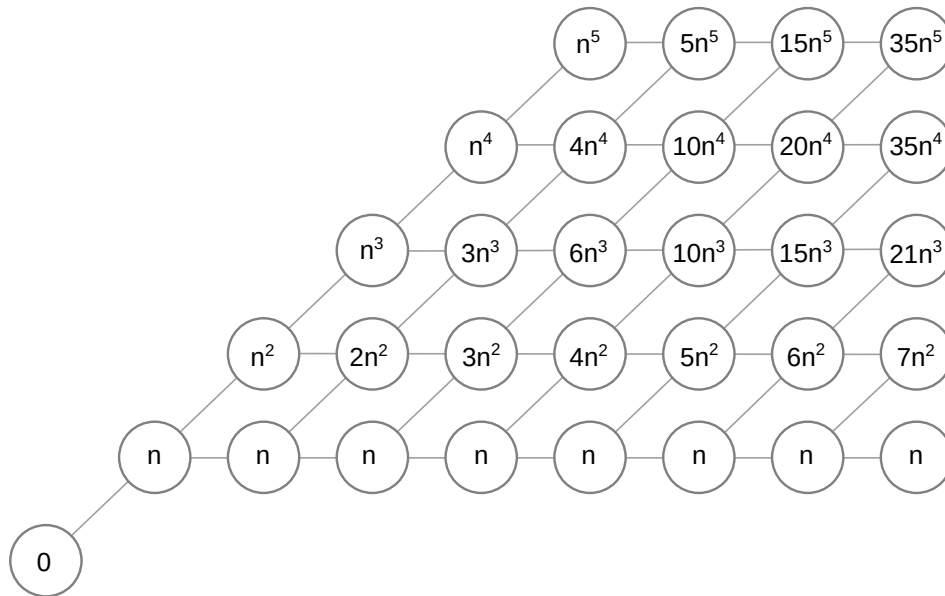 n⁵ 5n⁵ 15n⁵ 35n⁵
n⁴ 4n⁴ 10n⁴ 20n⁴ 35n⁴
n³ 3n³ 6n³ 10n³ 15n³ 21n³
n² 2n² 3n² 4n² 5n² 6n² 7n²
n n n n n n n n
0